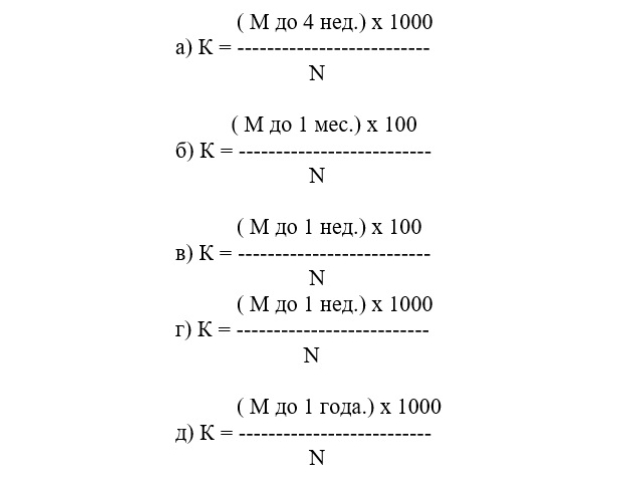 ( М до 4 нед.) х 1000
а) К = --------------------------
N
( М до 1 мес.) х 100
б) К = --------------------------
N
( М до 1 нед.) х 100
в) К = --------------------------
N
( М до 1 нед.) х 1000
г) К = --------------------------
N
( М до 1 года.) х 1000
д) К = --------------------------
N